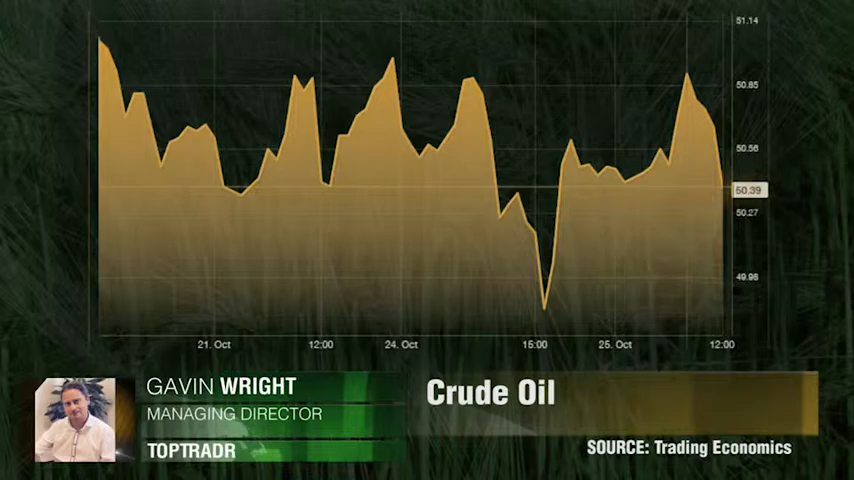 51.14
50.85
50.56
50.39
50.27
49.98
21. Oct 12:00 24. Oct 15:00 25. Oct 12:00
GAVIN WRIGHT
MANAGING DIRECTOR
TOPTRADR
Crude Oil
SOURCE: Trading Economics